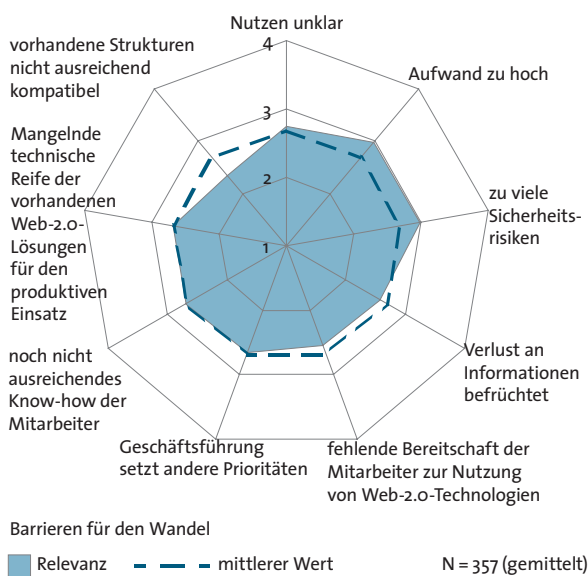 Nutzen unklar
4
3
2
1
Aufwand zu hoch
zu viele
Sicherheits-
risiken
Verlust an
Informationen
befrüchtet
fehlende Bereitschaft der
Mitarbeiter zur Nutzung
von Web-2.0-Technologien
Geschäftsführung
setzt andere Prioritäten
noch nicht
ausreichendes
Know-how der
Mitarbeiter
Mangelnde
technische
Reife der
vorhandenen
Web-2.0-
Lösungen
für den
produktiven
Einsatz
vorhandene Strukturen
nicht ausreichend
kompatibel
Barrieren für den Wandel
Relevanz
mittlerer Wert
N = 357 (gemittelt)